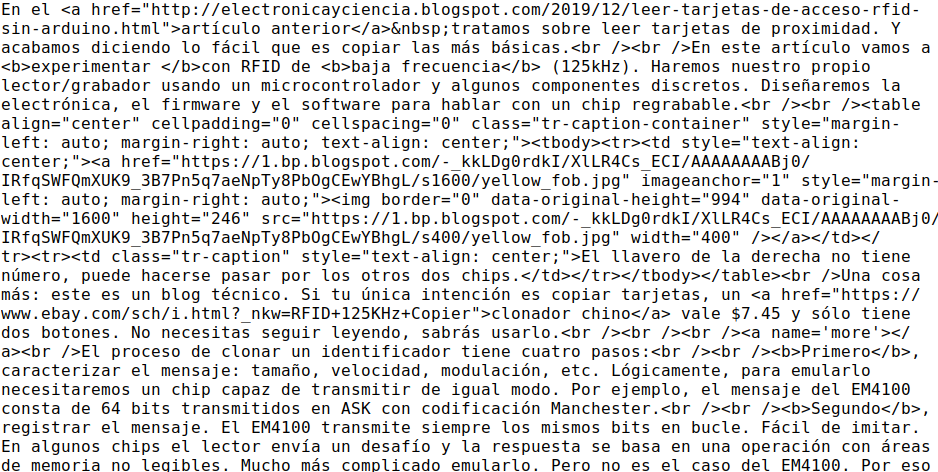 En el <a href="http://electronicayciencia.blogspot.com/2019/12/leer-tarjetas-de-acceso-rfid-
sin-arduino.html">artículo anterior</a>&nbsp;tratamos sobre leer tarjetas de proximidad. Y
acabamos diciendo lo fácil que es copiar las más básicas.<br /><br />En este artículo vamos a
<b>experimentar </b>con RFID de <b>baja frecuencia</b> (125kHz). Haremos nuestro propio
lector/grabador usando un microcontrolador y algunos componentes discretos. Diseñaremos la
electrónica, el firmware y el software para hablar con un chip regrabable.<br /><br /><table
align="center" cellpadding="0" cellspacing="0" class="tr-caption-container" style="margin-
left: auto; margin-right: auto; text-align: center;"><tbody><tr><td style="text-align:
center;"><a href="https://1.bp.blogspot.com/-_kkLDg0rdkI/XlLR4Cs_ECI/AAAAAAAABj0/
IRfqSWFQmXUK9_3B7Pn5q7aeNpTy8PbOgCEwYBhgL/s1600/yellow_fob.jpg" imageanchor="1" style="margin-
left: auto; margin-right: auto;"><img border="0" data-original-height="994" data-original-
width="1600" height="246" src="https://1.bp.blogspot.com/-_kkLDg0rdkI/XlLR4Cs_ECI/AAAAAAAABj0/
IRfqSWFQmXUK9_3B7Pn5q7aeNpTy8PbOgCEwYBhgL/s400/yellow_fob.jpg" width="400" /></a></td></
tr><tr><td class="tr-caption" style="text-align: center;">El llavero de la derecha no tiene
número, puede hacerse pasar por los otros dos chips.</td></tr></tbody></table><br />Una cosa
más: este es un blog técnico. Si tu única intención es copiar tarjetas, un <a href="https://
www.ebay.com/sch/i.html?_nkw=RFID+125KHz+Copier">clonador chino</a> vale $7.45 y sólo tiene
dos botones. No necesitas seguir leyendo, sabrás usarlo.<br /><br /><br /><a name='more'></
a><br />El proceso de clonar un identificador tiene cuatro pasos:<br /><br /><b>Primero</b>,
caracterizar el mensaje: tamaño, velocidad, modulación, etc. Lógicamente, para emularlo
necesitaremos un chip capaz de transmitir de igual modo. Por ejemplo, el mensaje del EM4100
consta de 64 bits transmitidos en ASK con codificación Manchester.<br /><br /><b>Segundo</b>,
registrar el mensaje. El EM4100 transmite siempre los mismos bits en bucle. Fácil de imitar.
En algunos chips el lector envía un desafío y la respuesta se basa en una operación con áreas
de memoria no legibles. Mucho más complicado emularlo. Pero no es el caso del EM4100. Por eso